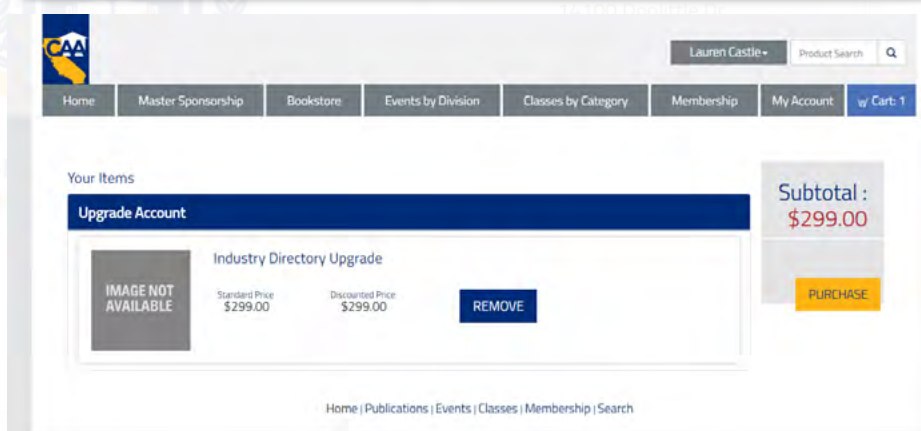 CAA
Lauren Castle
Product Search
Home Master Sponsorship Bookstore Events by Division Classes by Category Membership My Account Cart: 1
Your Items
Upgrade Account
Subtotal :
$299.00
Industry Directory Upgrade
IMAGE NOT AVAILABLE
Standard Price Discounted Price
$299.00 $299.00
REMOVE
PURCHASE
Home | Publications | Events | Classes | Membership | Search